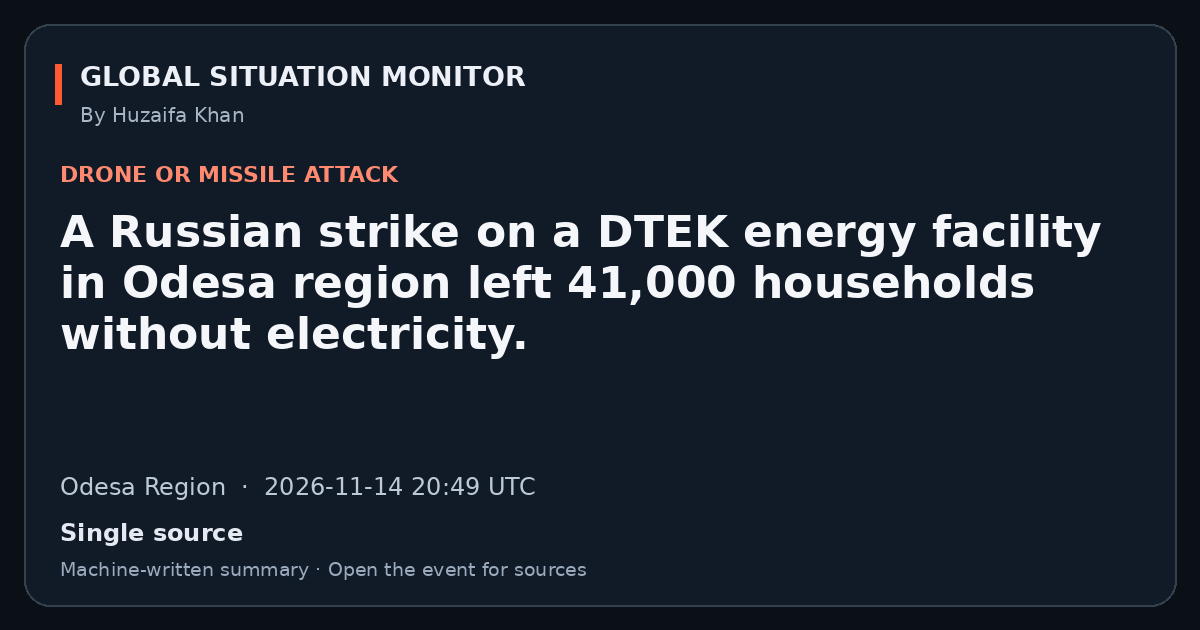 GLOBAL SITUATION MONITOR
By Huzaifa Khan
DRONE OR MISSILE ATTACK
A Russian strike on a DTEK energy facility
in Odesa region left 41,000 households
without electricity.
Odesa Region · 2026-11-14 20:49 UTC
Single source
Machine-written summary · Open the event for sources